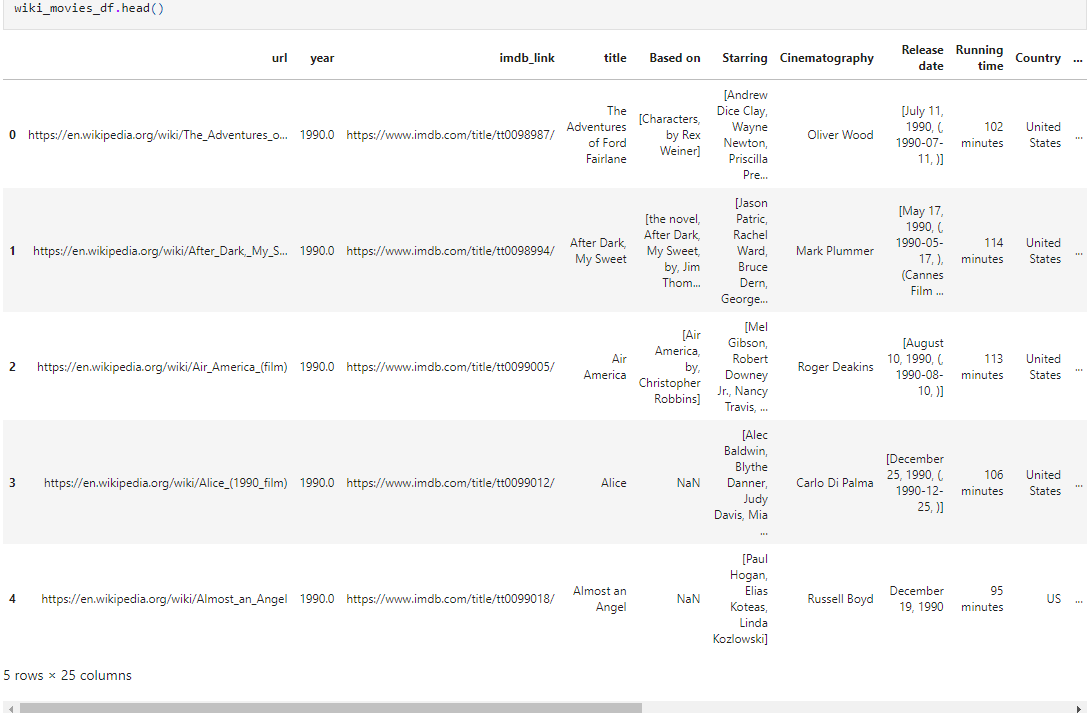 wiki_movies_df.head()
url year imdb_link title Based on Starring Cinematography Release date Running time Country ...
0 https://en.wikipedia.org/wiki/The_Adventures_o... 1990.0 https://www.imdb.com/title/tt0098987/ The Adventures of Ford Fairlane [Characters, by Rex Weiner] [Andrew Dice Clay, Wayne Newton, Priscilla Pre... Oliver Wood [July 11, 1990, (, 1990-07-11, )] 102 minutes United States ...
1 https://en.wikipedia.org/wiki/After_Dark,_My_S... 1990.0 https://www.imdb.com/title/tt0098994/ After Dark, My Sweet [the novel, After Dark, My Sweet, by, Jim Thom... [Jason Patric, Rachel Ward, Bruce Dern, George... Mark Plummer [May 17, 1990, (, 1990-05-17, ), (Cannes Film ... 114 minutes United States ...
2 https://en.wikipedia.org/wiki/Air_America_(film) 1990.0 https://www.imdb.com/title/tt0099005/ Air America [Air America, by, Christopher Robbins] [Mel Gibson, Robert Downey Jr., Nancy Travis, ... Roger Deakins [August 10, 1990, (, 1990-08-10, )] 113 minutes United States ...
3 https://en.wikipedia.org/wiki/Alice_(1990_film) 1990.0 https://www.imdb.com/title/tt0099012/ Alice NaN [Alec Baldwin, Blythe Danner, Judy Davis, Mia ... Carlo Di Palma [December 25, 1990, (, 1990-12-25, )] 106 minutes United States ...
4 https://en.wikipedia.org/wiki/Almost_an_Angel 1990.0 https://www.imdb.com/title/tt0099018/ Almost an Angel NaN [Paul Hogan, Elias Koteas, Linda Kozlowski] Russell Boyd December 19, 1990 95 minutes US ...
5 rows × 25 columns